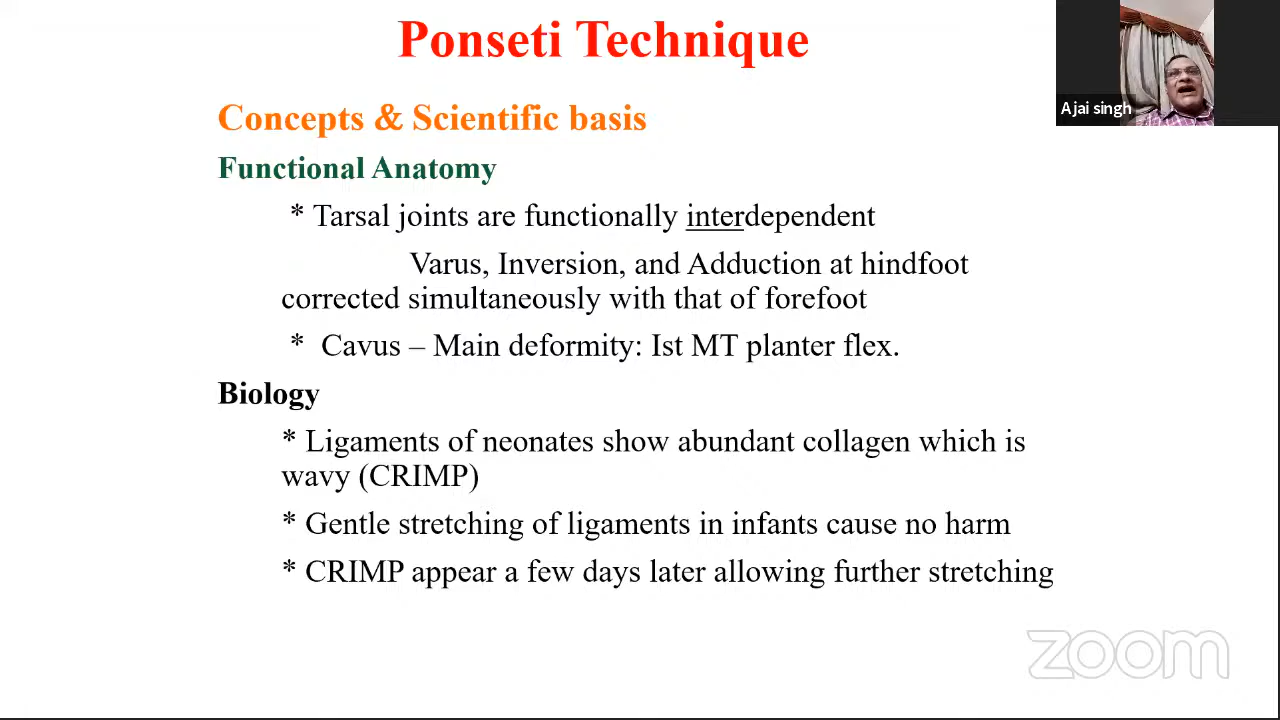 Ponseti Technique
Ajai singh
Concepts & Scientific basis
Functional Anatomy
* Tarsal joints are functionally interdependent
Varus, Inversion, and Adduction at hindfoot
corrected simultaneously with that of forefoot
* Cavus – Main deformity: Ist MT planter flex.
Biology
* Ligaments of neonates show abundant collagen which is
wavy (CRIMP)
* Gentle stretching of ligaments in infants cause no harm
* CRIMP appear a few days later allowing further stretching
zoom